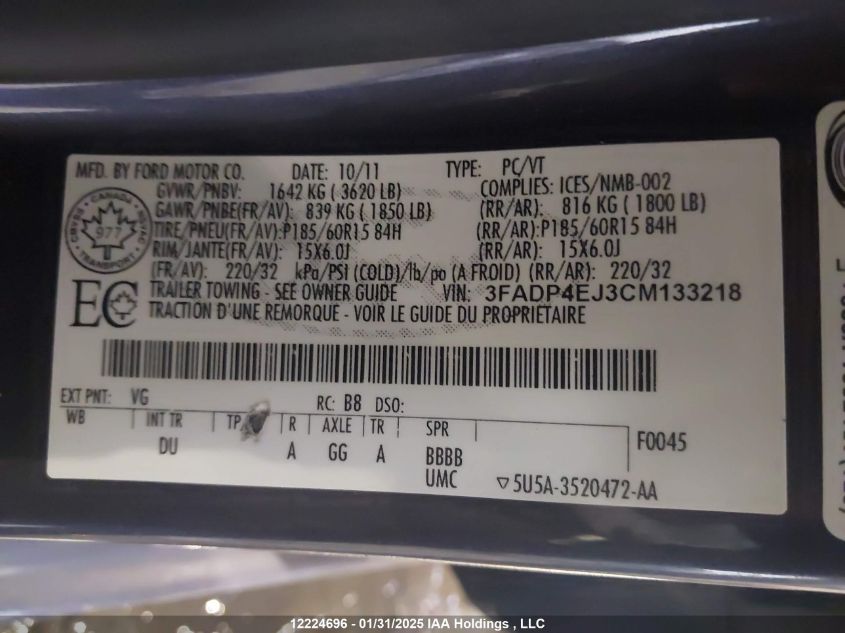 MFD. BY FORD MOTOR CO. DATE: 10/11 TYPE: PC/VT
GVWR/PNBV: 1642 KG ( 3620 LB) COMPLIES: ICES/NMB-002
GAWR/PNBE(FR/AV): 839 KG ( 1850 LB) (RR/AR): 816 KG ( 1800 LB)
TIRE/PNEU(FR/AV):P185/60R15 84H (RR/AR):P185/60R15 84H
RIM/JANTE(FR/AV): 15X6.0J (RR/AR): 15X6.0J
(FR/AV): 220/32 kPa/PSI (COLD)/lb/po (A FROID) (RR/AR): 220/32
TRAILER TOWING - SEE OWNER GUIDE VIN: 3FADP4EJ3CM133218
TRACTION D'UNE REMORQUE - VOIR LE GUIDE DU PROPRIÉTAIRE
CANADA
977
TRANSPORT
EC
EXT PNT: VG RC: B8 DSO:
WB INT TR TP R AXLE TR SPR F0045
DU A GG A BBBB
UMC ▽5U5A-3520472-AA
12224696 - 01/31/2025 IAA Holdings , LLC